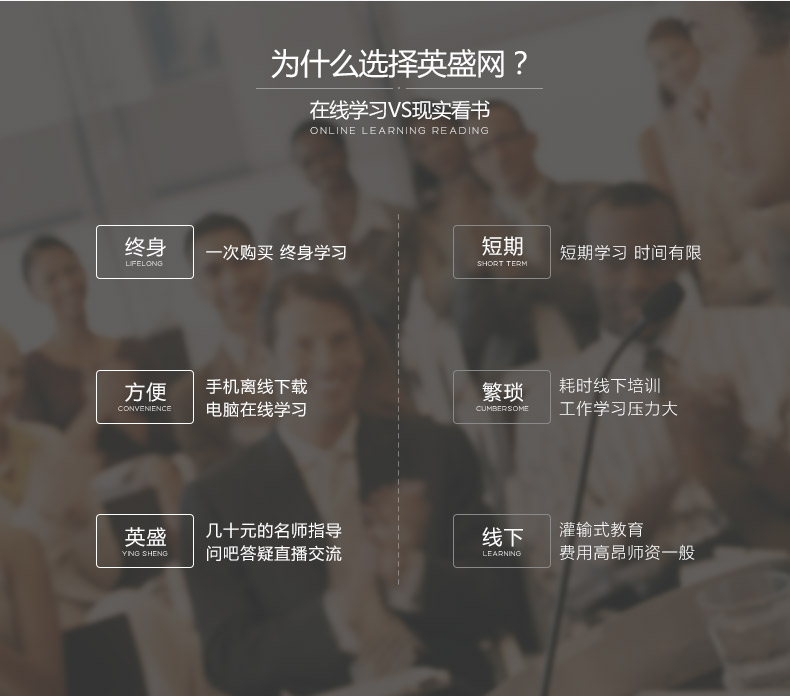 为什么选择英盛网？
在线学习VS现实看书
ONLINE LEARNING READING
终身
LIFELONG
一次购买 终身学习
短期
SHORT TERM
短期学习 时间有限
方便
CONVENIENCE
手机离线下载
电脑在线学习
繁琐
CUMBERSOME
耗时线下培训
工作学习压力大
英盛
YING SHENG
几十元的名师指导
问吧答疑直播交流
线下
LEARNING
灌输式教育
费用高昂师资一般